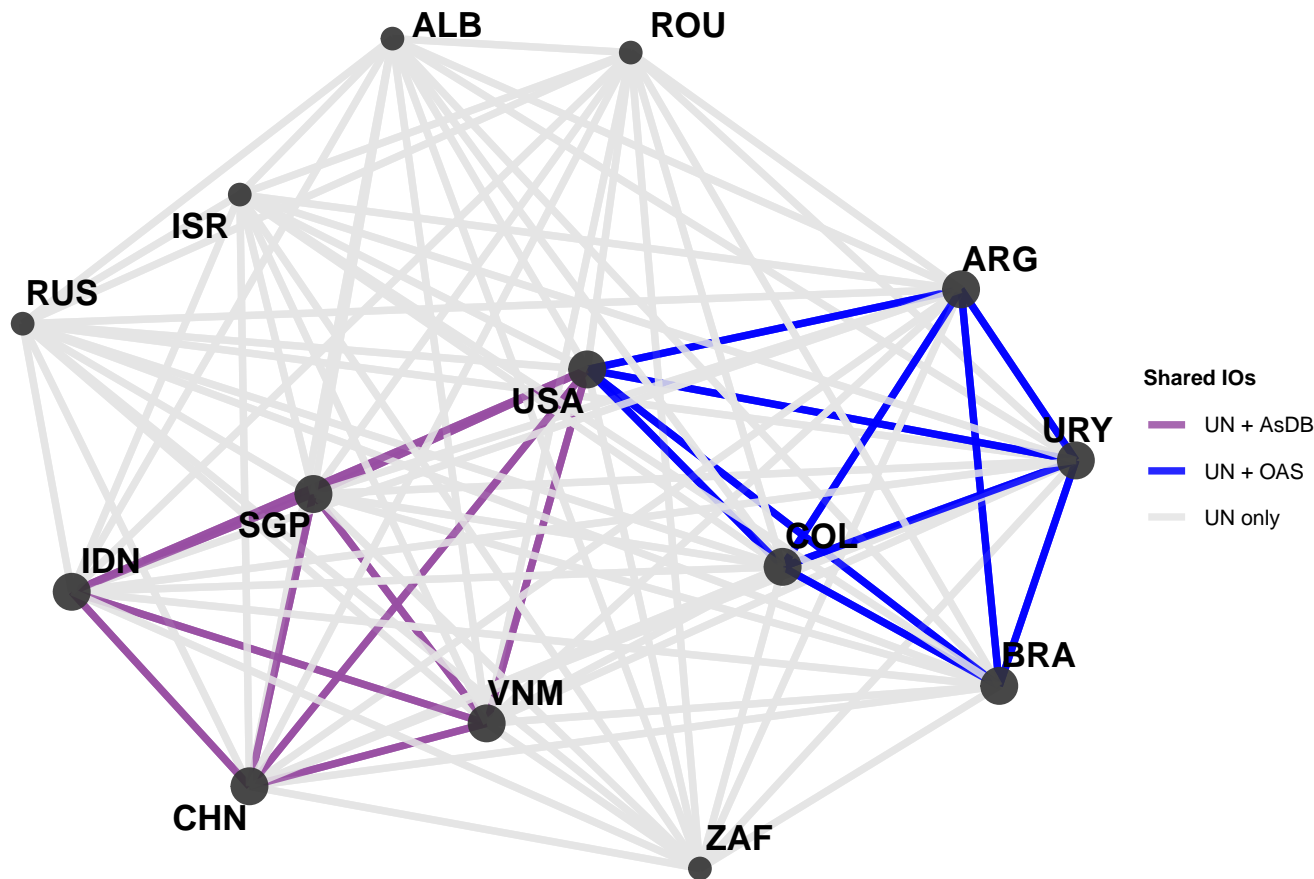 ALB
ROU
ISR
RUS
ARG
USA
URY
SGP
COL
IDN
BRA
VNM
CHN
ZAF
Shared IOs
UN + AsDB
UN + OAS
UN only